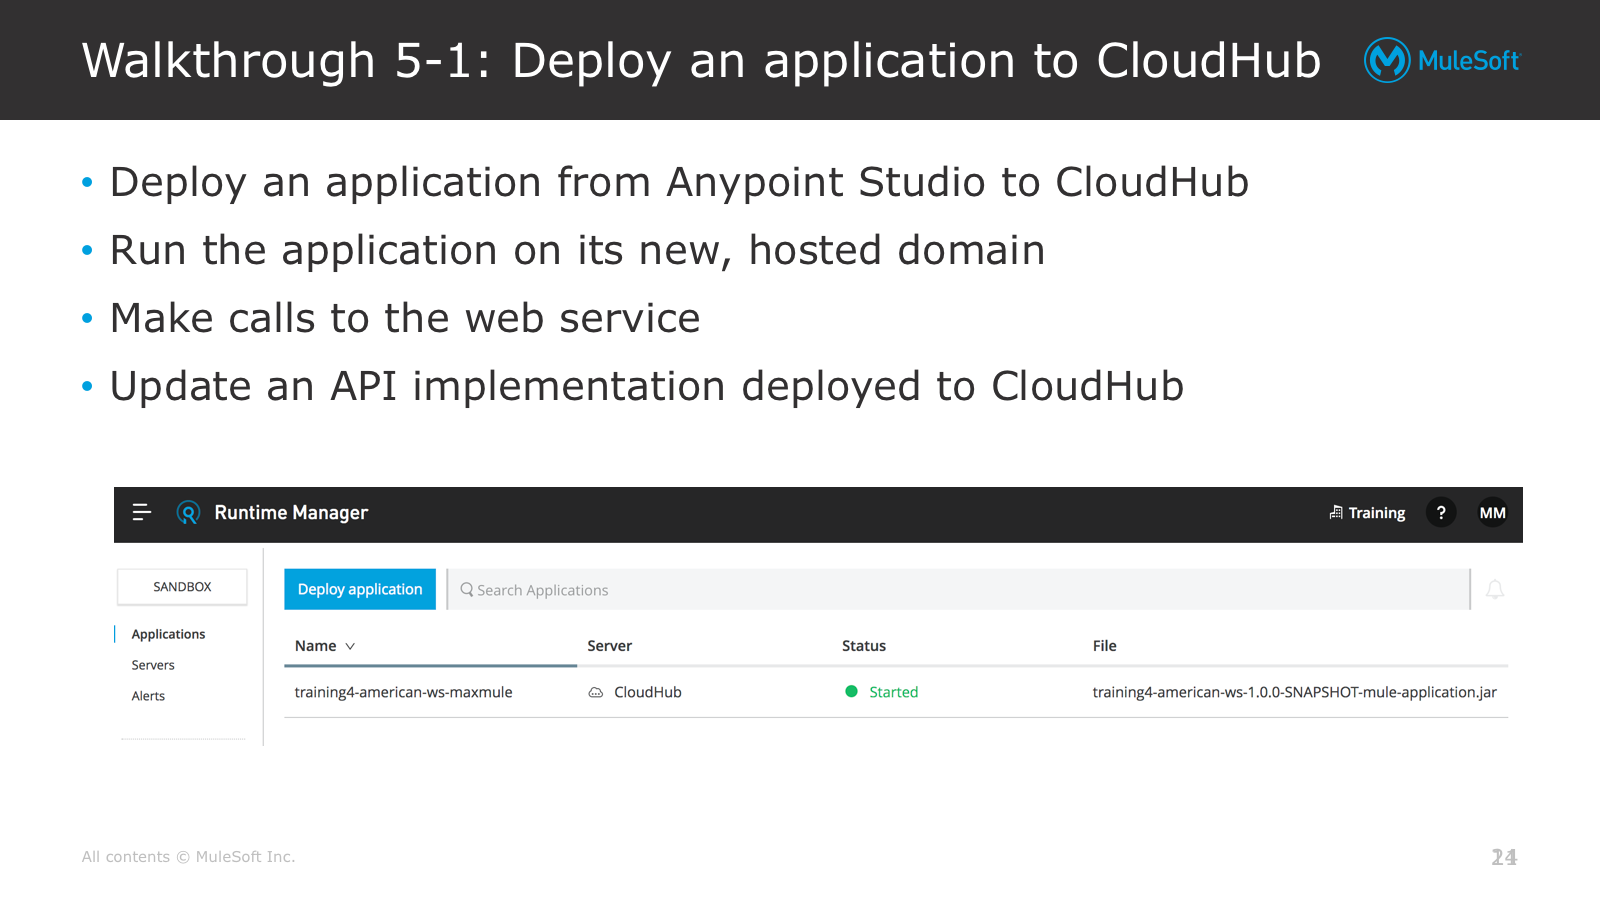 Walkthrough 5-1: Deploy an application to CloudHub
MuleSoft
• Deploy an application from Anypoint Studio to CloudHub
• Run the application on its new, hosted domain
• Make calls to the web service
• Update an API implementation deployed to CloudHub
Runtime Manager
Training
?
MM
SANDBOX
Deploy application
Search Applications
Applications
Servers
Alerts
Name Server Status File
training4-american-ws-maxmule CloudHub Started training4-american-ws-1.0.0-SNAPSHOT-mule-application.jar
All contents © MuleSoft Inc.